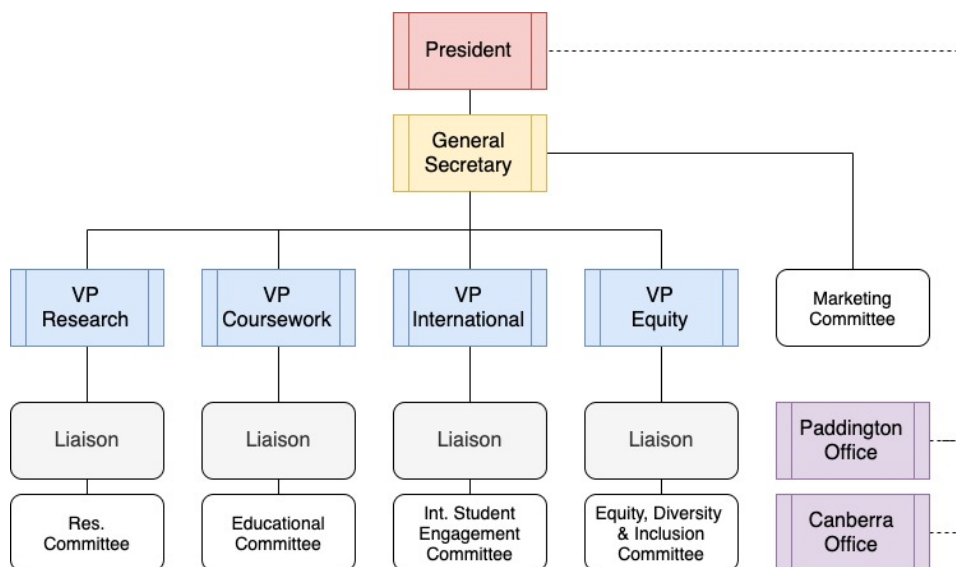 President
General
Secretary
VP
Research
VP
Coursework
VP
International
VP
Equity
Marketing
Committee
Liaison
Liaison
Liaison
Liaison
Paddington
Office
Res.
Committee
Educational
Committee
Int. Student
Engagement
Committee
Equity, Diversity
& Inclusion
Committee
Canberra
Office